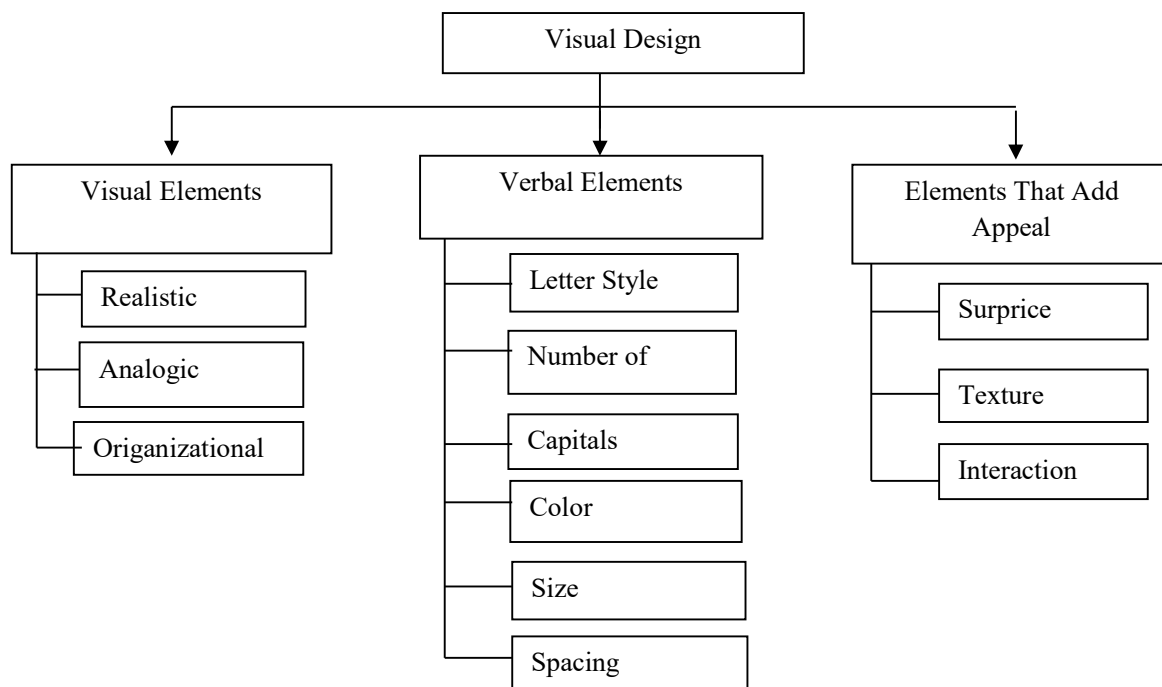 Visual Design
Visual Elements
Realistic
Analogic
Origanizational
Verbal Elements
Letter Style
Number of
Capitals
Color
Size
Spacing
Elements That Add
Appeal
Surprice
Texture
Interaction